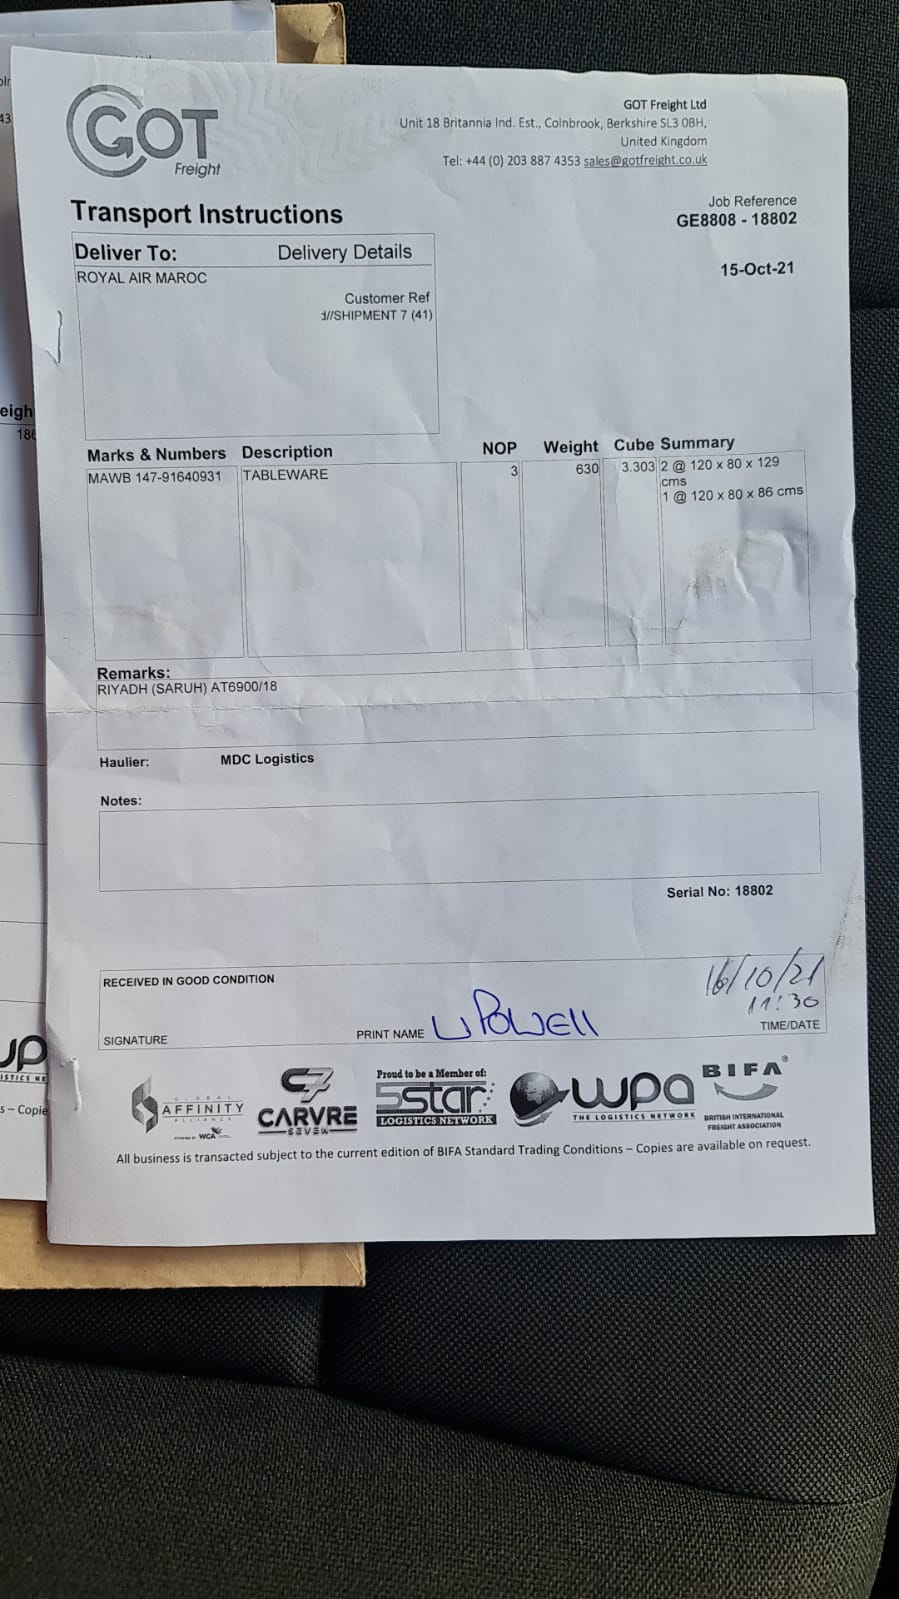 GOT
Freight
GOT Freight Ltd
Unit 18 Britannia Ind. Est., Colnbrook, Berkshire SL3 0BH,
United Kingdom
Tel: +44 (0) 203 887 4353 sales@gotfreight.co.uk
Transport Instructions
Job Reference
GE8808 - 18802
15-Oct-21
Deliver To: Delivery Details
ROYAL AIR MAROC
Customer Ref
//SHIPMENT 7 (41)
Marks & Numbers Description NOP Weight Cube Summary
MAWB 147-91640931 TABLEWARE 3 630 3.303 2 @ 120 x 80 x 129
cms
1 @ 120 x 80 x 86 cms
Remarks:
RIYADH (SARUH) AT6900/18
Haulier: MDC Logistics
Notes:
Serial No: 18802
RECEIVED IN GOOD CONDITION
16/10/21
11:30
SIGNATURE PRINT NAME POWELL TIME/DATE
GLOBAL
AFFINITY
ALLIANCE
WCA
CARVRE
SEVEN
Proud to be a Member of:
5star
LOGISTICS NETWORK
wpa
THE LOGISTICS NETWORK
BIFA®
BRITISH INTERNATIONAL
FREIGHT ASSOCIATION
All business is transacted subject to the current edition of BIFA Standard Trading Conditions – Copies are available on request.